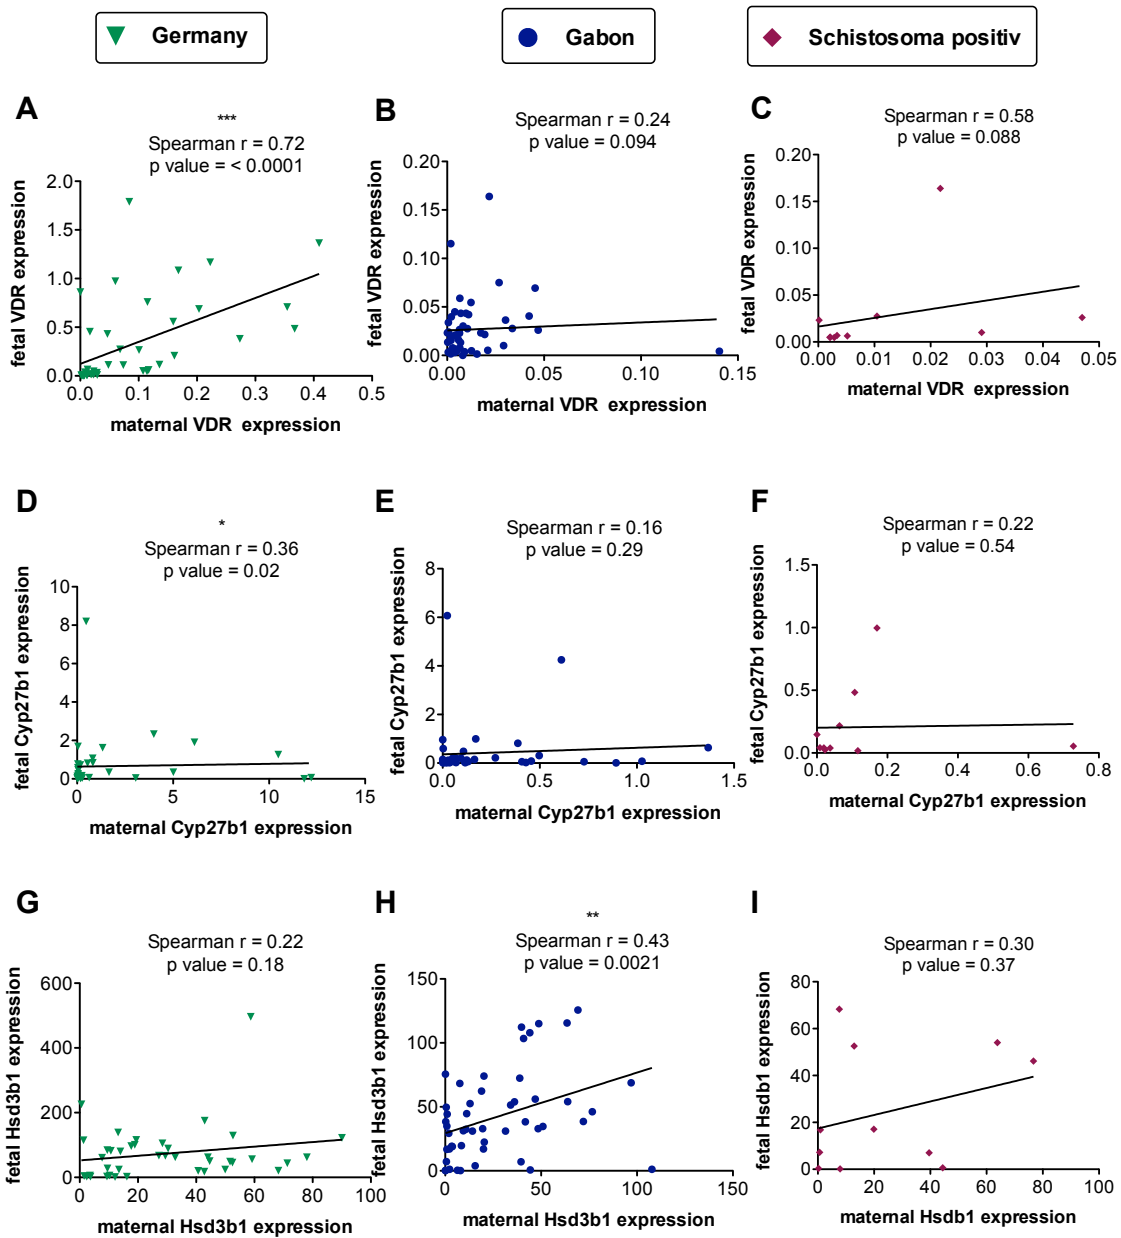 Germany
Gabon
Schistosoma positiv
A
***
Spearman r = 0.72
p value = < 0.0001
fetal VDR expression
2.0
1.5
1.0
0.5
0.0
0.0
0.1
0.2
0.3
0.4
0.5
maternal VDR expression
B
Spearman r = 0.24
p value = 0.094
fetal VDR expression
0.20
0.15
0.10
0.05
0.00
0.00
0.05
0.10
0.15
maternal VDR expression
C
Spearman r = 0.58
p value = 0.088
fetal VDR expression
0.20
0.15
0.10
0.05
0.00
0.00
0.01
0.02
0.03
0.04
0.05
maternal VDR expression
D
*
Spearman r = 0.36
p value = 0.02
fetal Cyp27b1 expression
10
8
6
4
2
0
0
5
10
15
maternal Cyp27b1 expression
E
Spearman r = 0.16
p value = 0.29
fetal Cyp27b1 expression
8
6
4
2
0
0.0
0.5
1.0
1.5
maternal Cyp27b1 expression
F
Spearman r = 0.22
p value = 0.54
fetal Cyp27b1 expression
1.5
1.0
0.5
0.0
0.0
0.2
0.4
0.6
0.8
maternal Cyp27b1 expression
G
Spearman r = 0.22
p value = 0.18
fetal Hsd3b1 expression
600
400
200
0
0
20
40
60
80
100
maternal Hsd3b1 expression
H
**
Spearman r = 0.43
p value = 0.0021
fetal Hsd3b1 expression
150
100
50
0
0
50
100
150
maternal Hsd3b1 expression
I
Spearman r = 0.30
p value = 0.37
fetal Hsd3b1 expression
80
60
40
20
0
0
20
40
60
80
100
maternal Hsdb1 expression